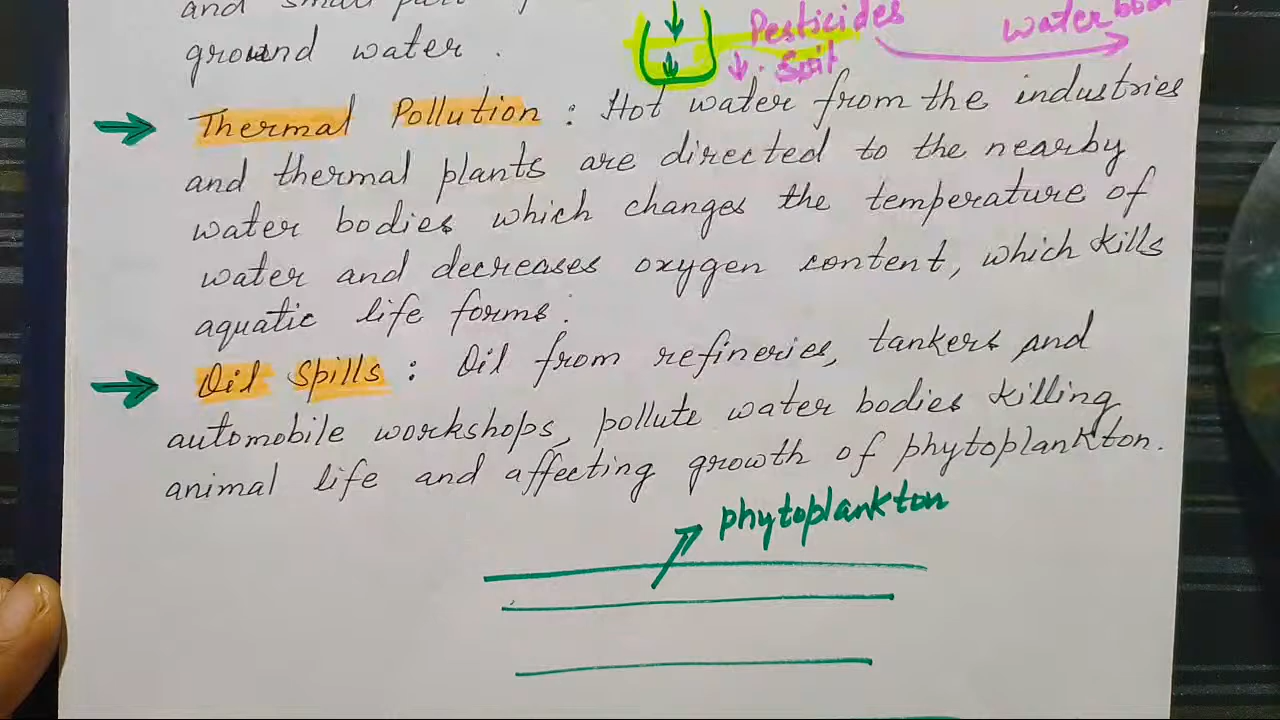 and small part
ground water.
Pesticides
Soil
water
Thermal Pollution : Hot water from the industries
and thermal plants are directed to the nearby
water bodies which changes the temperature of
water and decreases oxygen content, which kills
aquatic life forms.
Oil Spills : Oil from refineries, tankers and
automobile workshops, pollute water bodies killing
animal life and affecting growth of phytoplankton.
phytoplankton